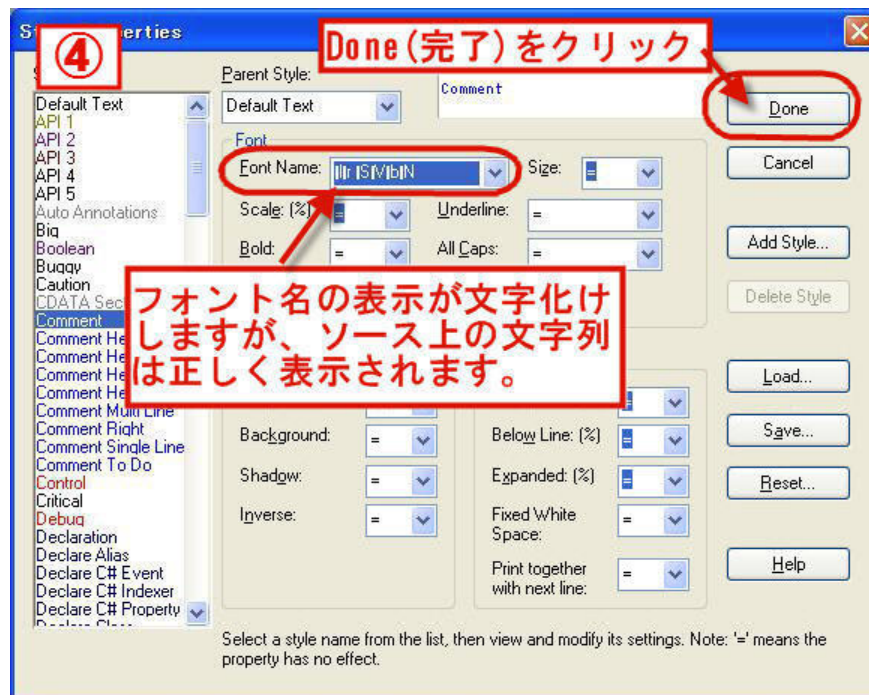 ④
Done(完了)をクリック
Parent Style:
Default Text
Comment
Done
Font
Font Name:
Size: =
Cancel
Scale: (%) =
Underline: =
Bold: =
All Caps: =
Add Style...
Delete Style
フォント名の表示が文字化け
しますが、ソース上の文字列
は正しく表示されます。
Load...
Background: =
Below Line: (%) =
Save...
Shadow: =
Expanded: (%) =
Reset...
Inverse: =
Fixed White
Space: =
Print together
with next line: =
Help
Default Text
API 1
API 2
API 3
API 4
API 5
Auto Annotations
Big
Boolean
Buggy
Caution
CDATA Sec
Comment
Comment He
Comment He
Comment He
Comment He
Comment Multi Line
Comment Right
Comment Single Line
Comment To Do
Control
Critical
Debug
Declaration
Declare Alias
Declare C# Event
Declare C# Indexer
Declare C# Property
Select a style name from the list, then view and modify its settings. Note: '=' means the
property has no effect.